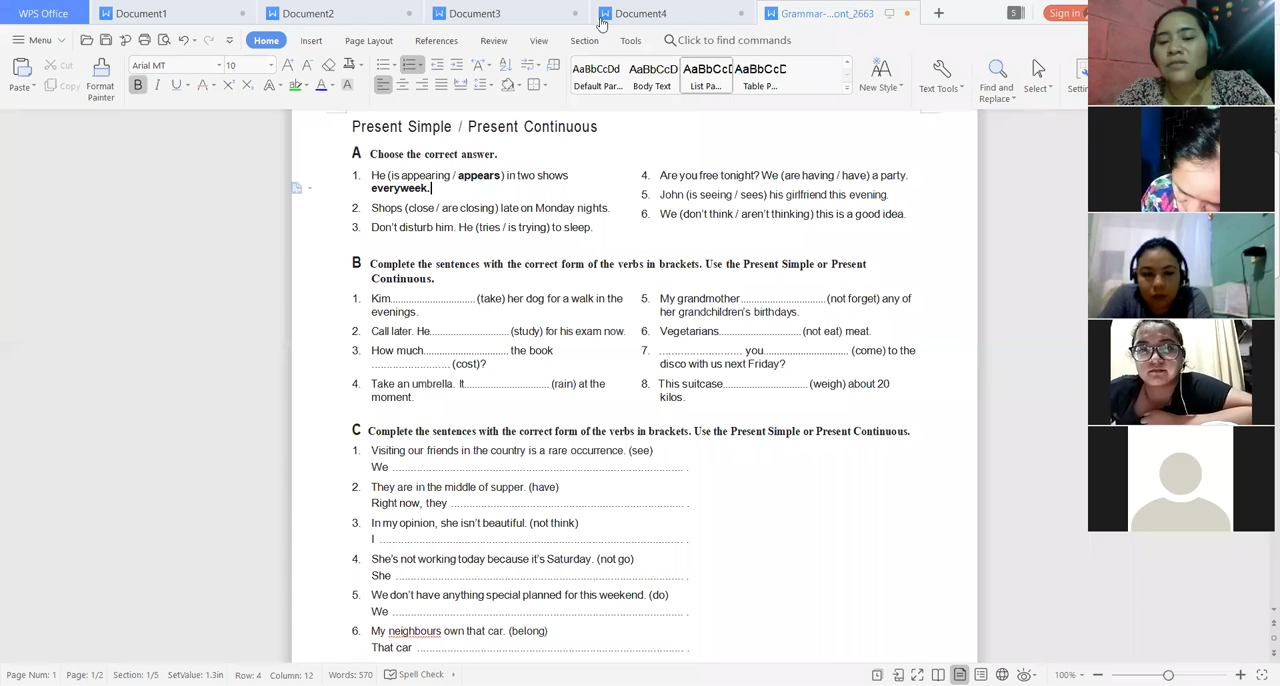 WPS Office
Document1
Document2
Document3
Document4
Grammar-...ont_2663
S
Sign in
Menu
Home
Insert
Page Layout
References
Review
View
Section
Tools
Click to find commands
Paste
Cut
Copy
Format Painter
Arial MT
10
AaBbCcDd
Default Par...
AaBbCcD
Body Text
AaBbCcD
List Pa...
AaBbCcD
Table P...
New Style
Text Tools
Find and Replace
Select
Present Simple / Present Continuous
A Choose the correct answer.
1. He (is appearing / appears) in two shows
everyweek.
2. Shops (close / are closing) late on Monday nights.
3. Don't disturb him. He (tries / is trying) to sleep.
4. Are you free tonight? We (are having / have) a party.
5. John (is seeing / sees) his girlfriend this evening.
6. We (don't think / aren't thinking) this is a good idea.
B Complete the sentences with the correct form of the verbs in brackets. Use the Present Simple or Present
Continuous.
1. Kim............................. (take) her dog for a walk in the
evenings.
2. Call later. He........................... (study) for his exam now.
3. How much............................ the book
........................... (cost)?
4. Take an umbrella. It............................ (rain) at the
moment.
5. My grandmother............................. (not forget) any of
her grandchildren's birthdays.
6. Vegetarians............................ (not eat) meat.
7. ............................ you............................. (come) to the
disco with us next Friday?
8. This suitcase............................. (weigh) about 20
kilos.
C Complete the sentences with the correct form of the verbs in brackets. Use the Present Simple or Present Continuous.
1. Visiting our friends in the country is a rare occurrence. (see)
We ................................................................................................... .
2. They are in the middle of supper. (have)
Right now, they ................................................................................ .
3. In my opinion, she isn't beautiful. (not think)
I ....................................................................................................... .
4. She's not working today because it's Saturday. (not go)
She .................................................................................................. .
5. We don't have anything special planned for this weekend. (do)
We ................................................................................................... .
6. My neighbours own that car. (belong)
That car ........................................................................................... .
Page Num: 1
Page: 1/2
Section: 1/5
SetValue: 1.3in
Row: 4
Column: 12
Words: 570
Spell Check
100%